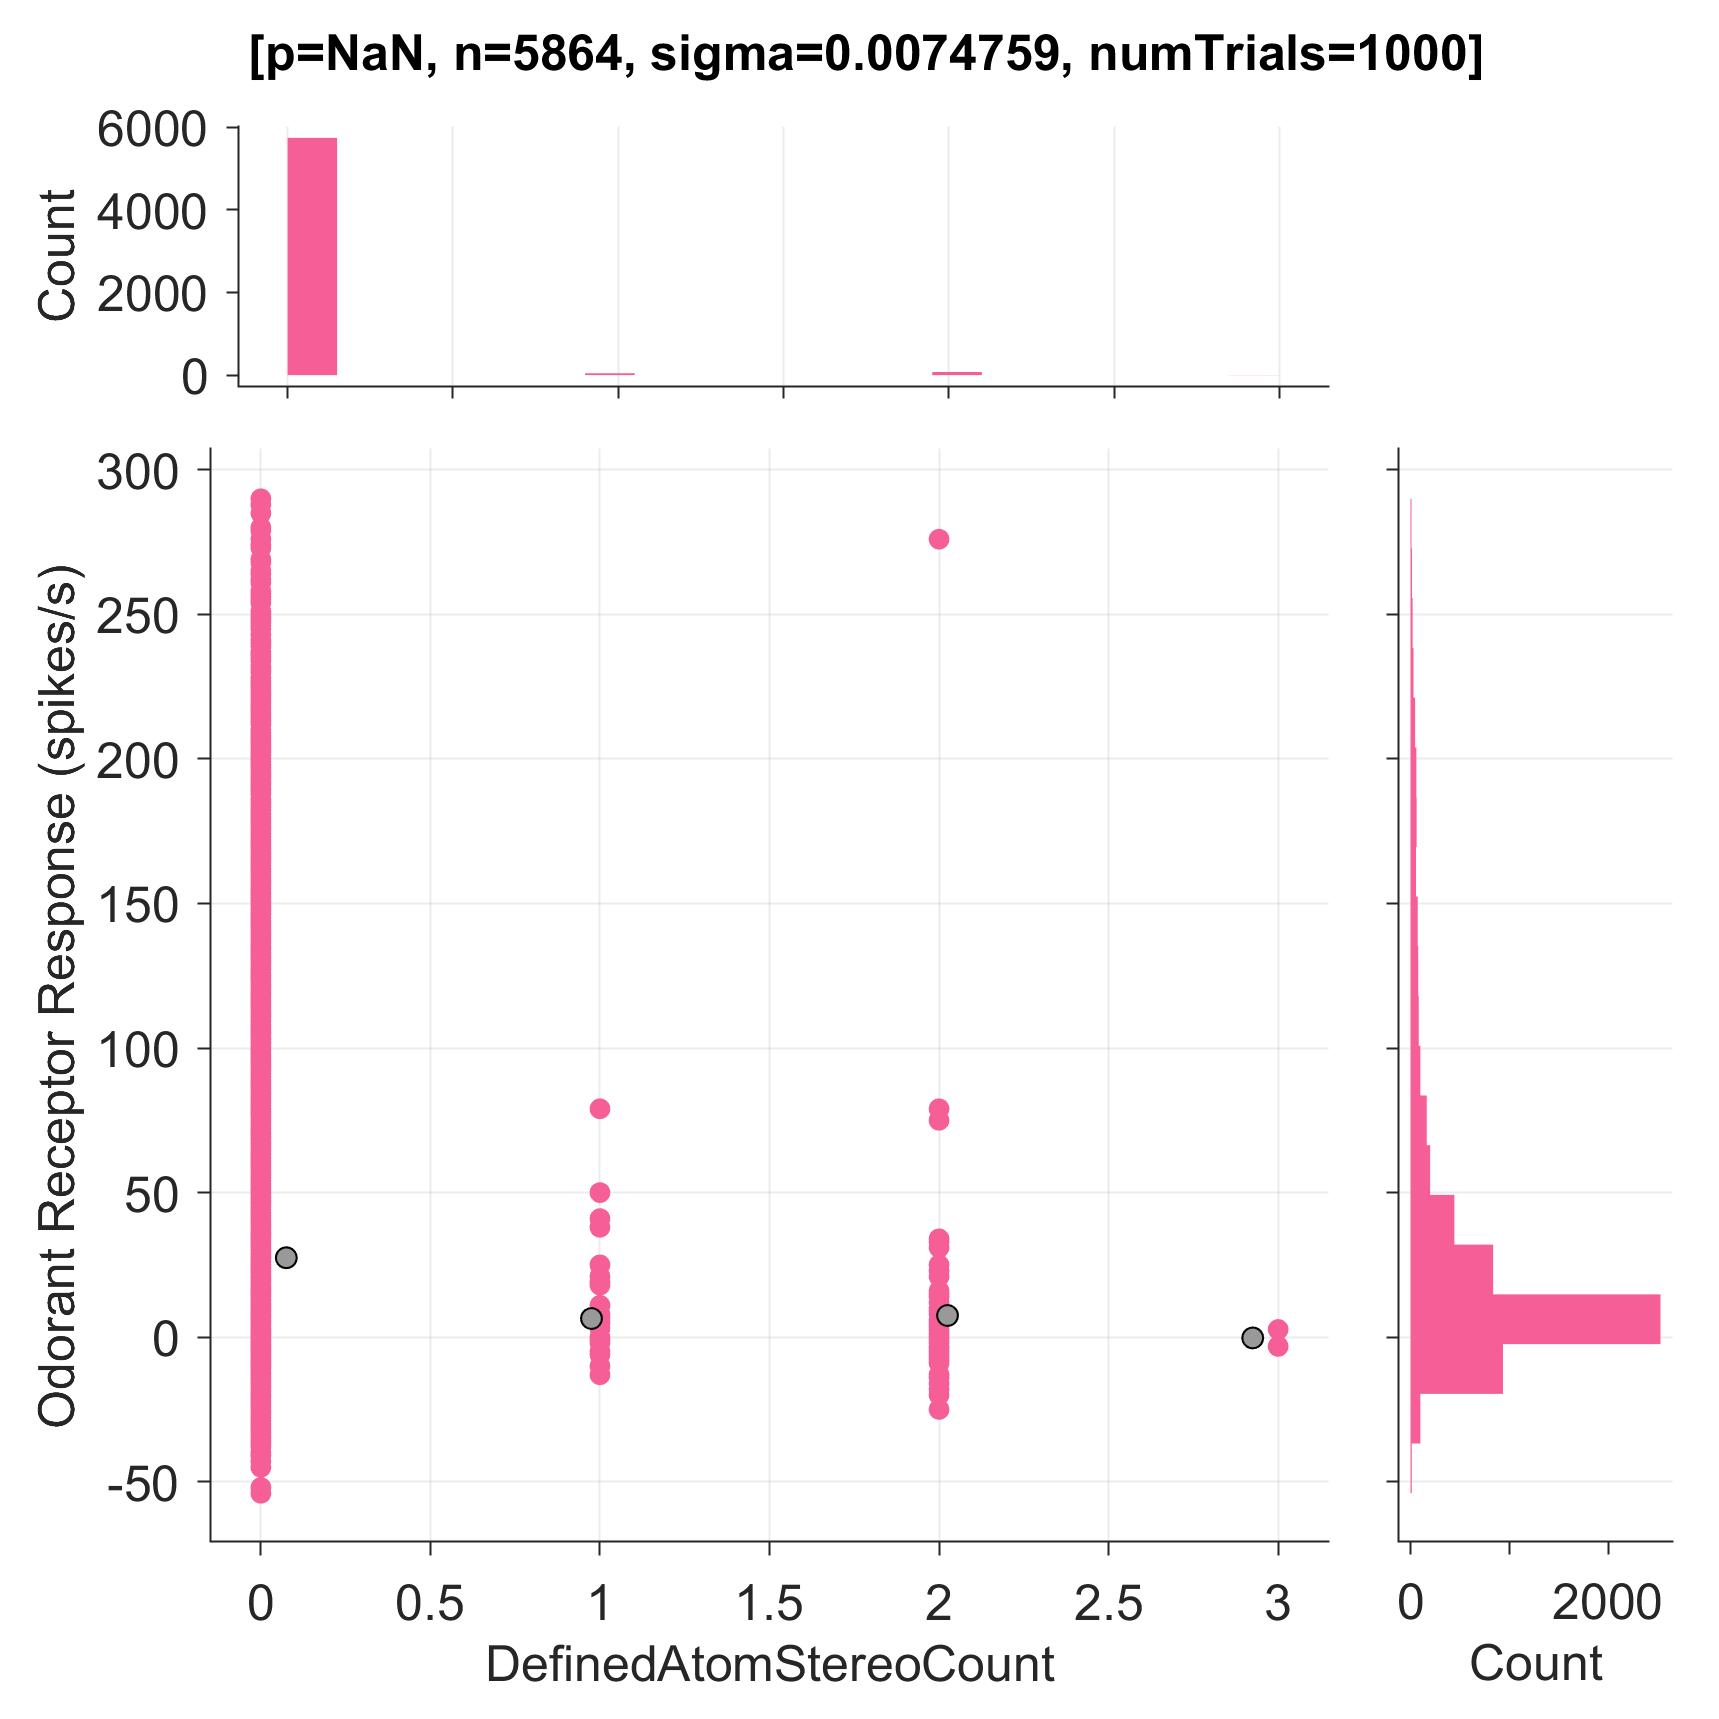 [p=NaN, n=5864, sigma=0.0074759, numTrials=1000]
6000
4000
2000
0
Count
300
250
200
150
100
50
0
-50
Odorant Receptor Response (spikes/s)
0 0.5 1 1.5 2 2.5 3
DefinedAtomStereoCount
0 2000
Count